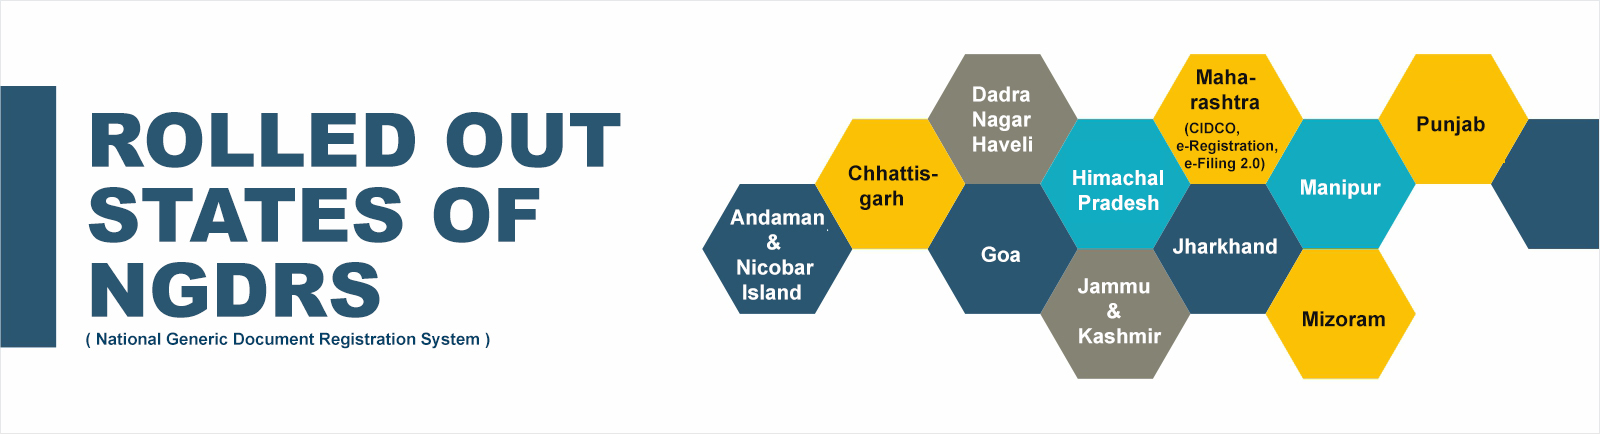 ROLLED OUT
STATES OF
NGDRS
( National Generic Document Registration System )
Andaman
&
Nicobar
Island
Chhattis-
garh
Dadra
Nagar
Haveli
Goa
Himachal
Pradesh
Jammu
&
Kashmir
Maha-
rashtra
(CIDCO,
e-Registration,
e-Filing 2.0)
Jharkhand
Manipur
Mizoram
Punjab